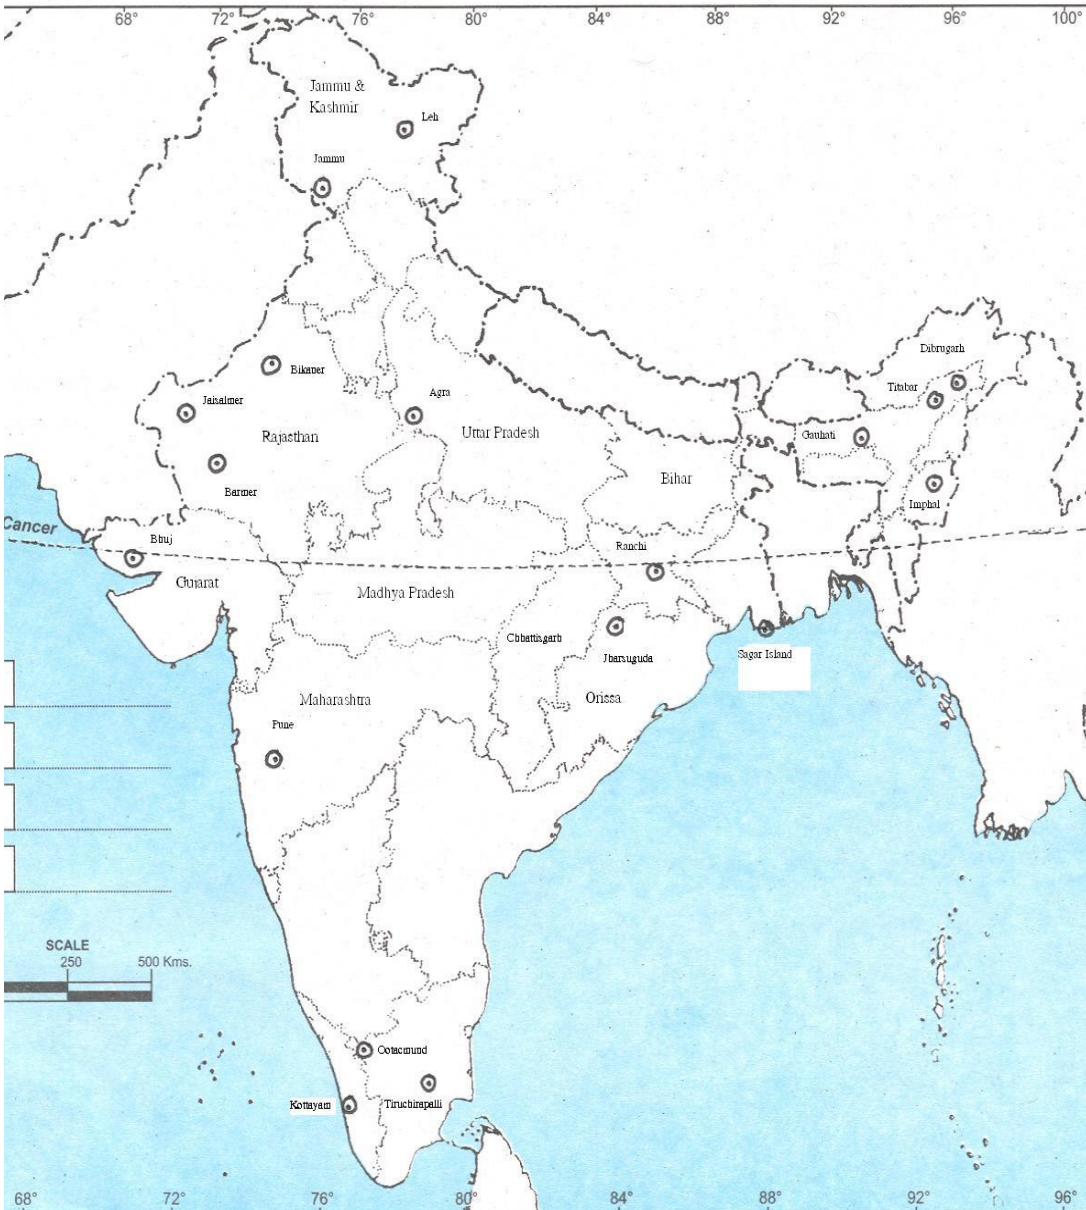 68° 72° 76° 80° 84° 88° 92° 96° 100°
Jammu &
Kashmir
Leh
Jammu
Dibrugarh
Bikaner
Titabar
Jaisalmer
Agra
Rajasthan
Uttar Pradesh
Gauhati
Bihar
Barmer
Imphal
Cancer
Bhuj
Ranchi
Gujarat
Madhya Pradesh
Chhattisgarh
Jharsuguda
Sagar Island
Maharashtra
Orissa
Pune
SCALE
250 500 Kms.
Ootacmund
Kottayam
Tiruchirapalli
68° 72° 76° 80° 84° 88° 92° 96°